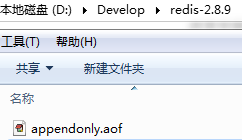 本地磁盘 (D:) ▸ Develop ▸ redis-2.8.9
工具(T) 帮助(H)
共享 新建文件夹
名称
appendonly.aof